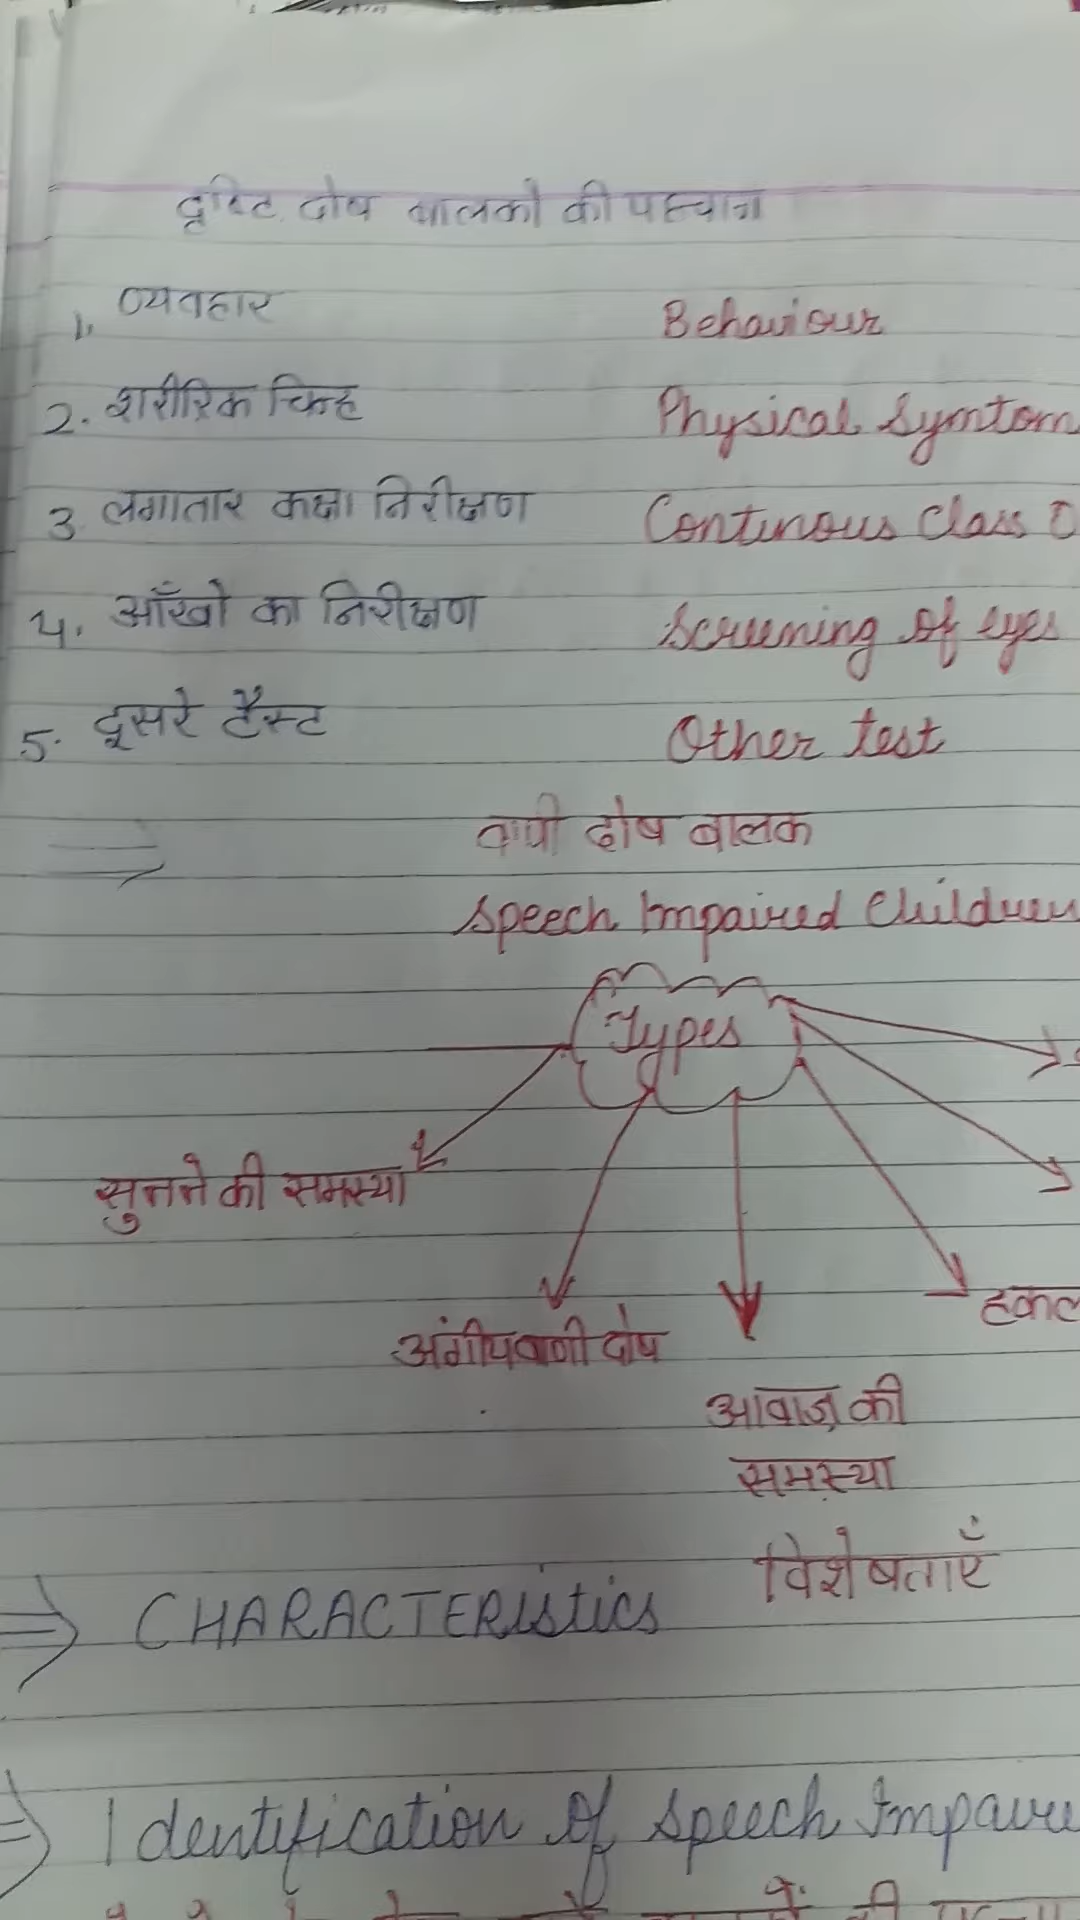 दृष्टि दोष बालको की पहचान
1. व्यवहार Behaviour
2. शरीरिक चिन्ह Physical Symtom
3. लगातार कक्षा निरीक्षण Continous Class O
4. आँखो का निरीक्षण Screening of eyes
5. दूसरे टैस्ट Other test
वाणी दोष बालक
Speech Impaired Children
Types
सुनने की समस्या
हकल
अंगीयवाणी दोष
आवाज़ की
समस्या
विशेषताएँ
CHARACTERistics
Identification of Speech Impaire